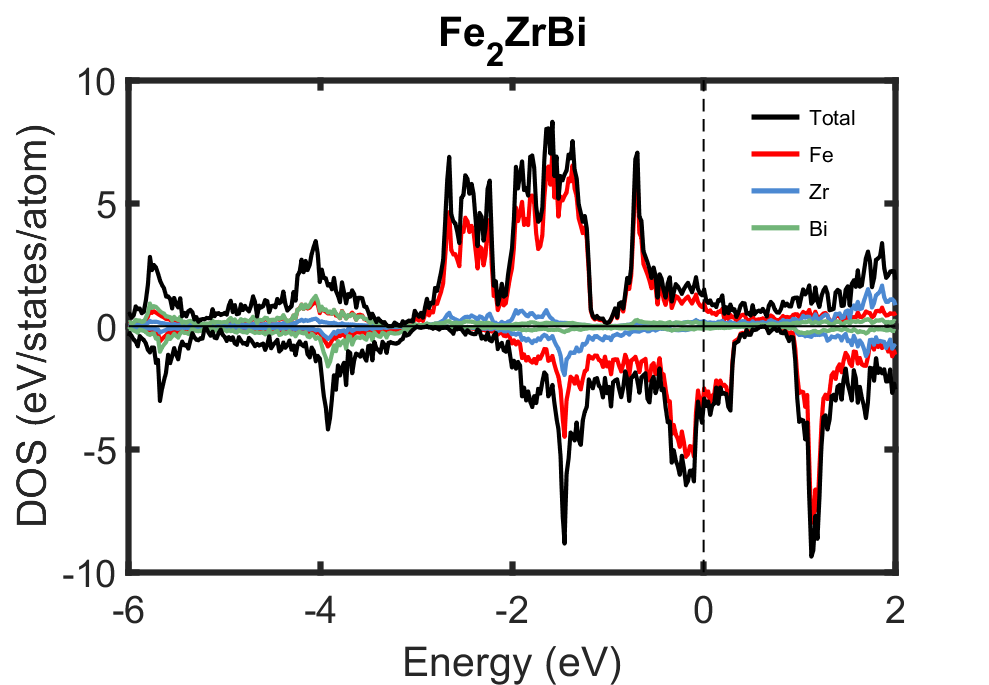 Fe₂ZrBi
10
5
0
-5
-10
DOS (eV/states/atom)
Total
Fe
Zr
Bi
-6 -4 -2 0 2
Energy (eV)